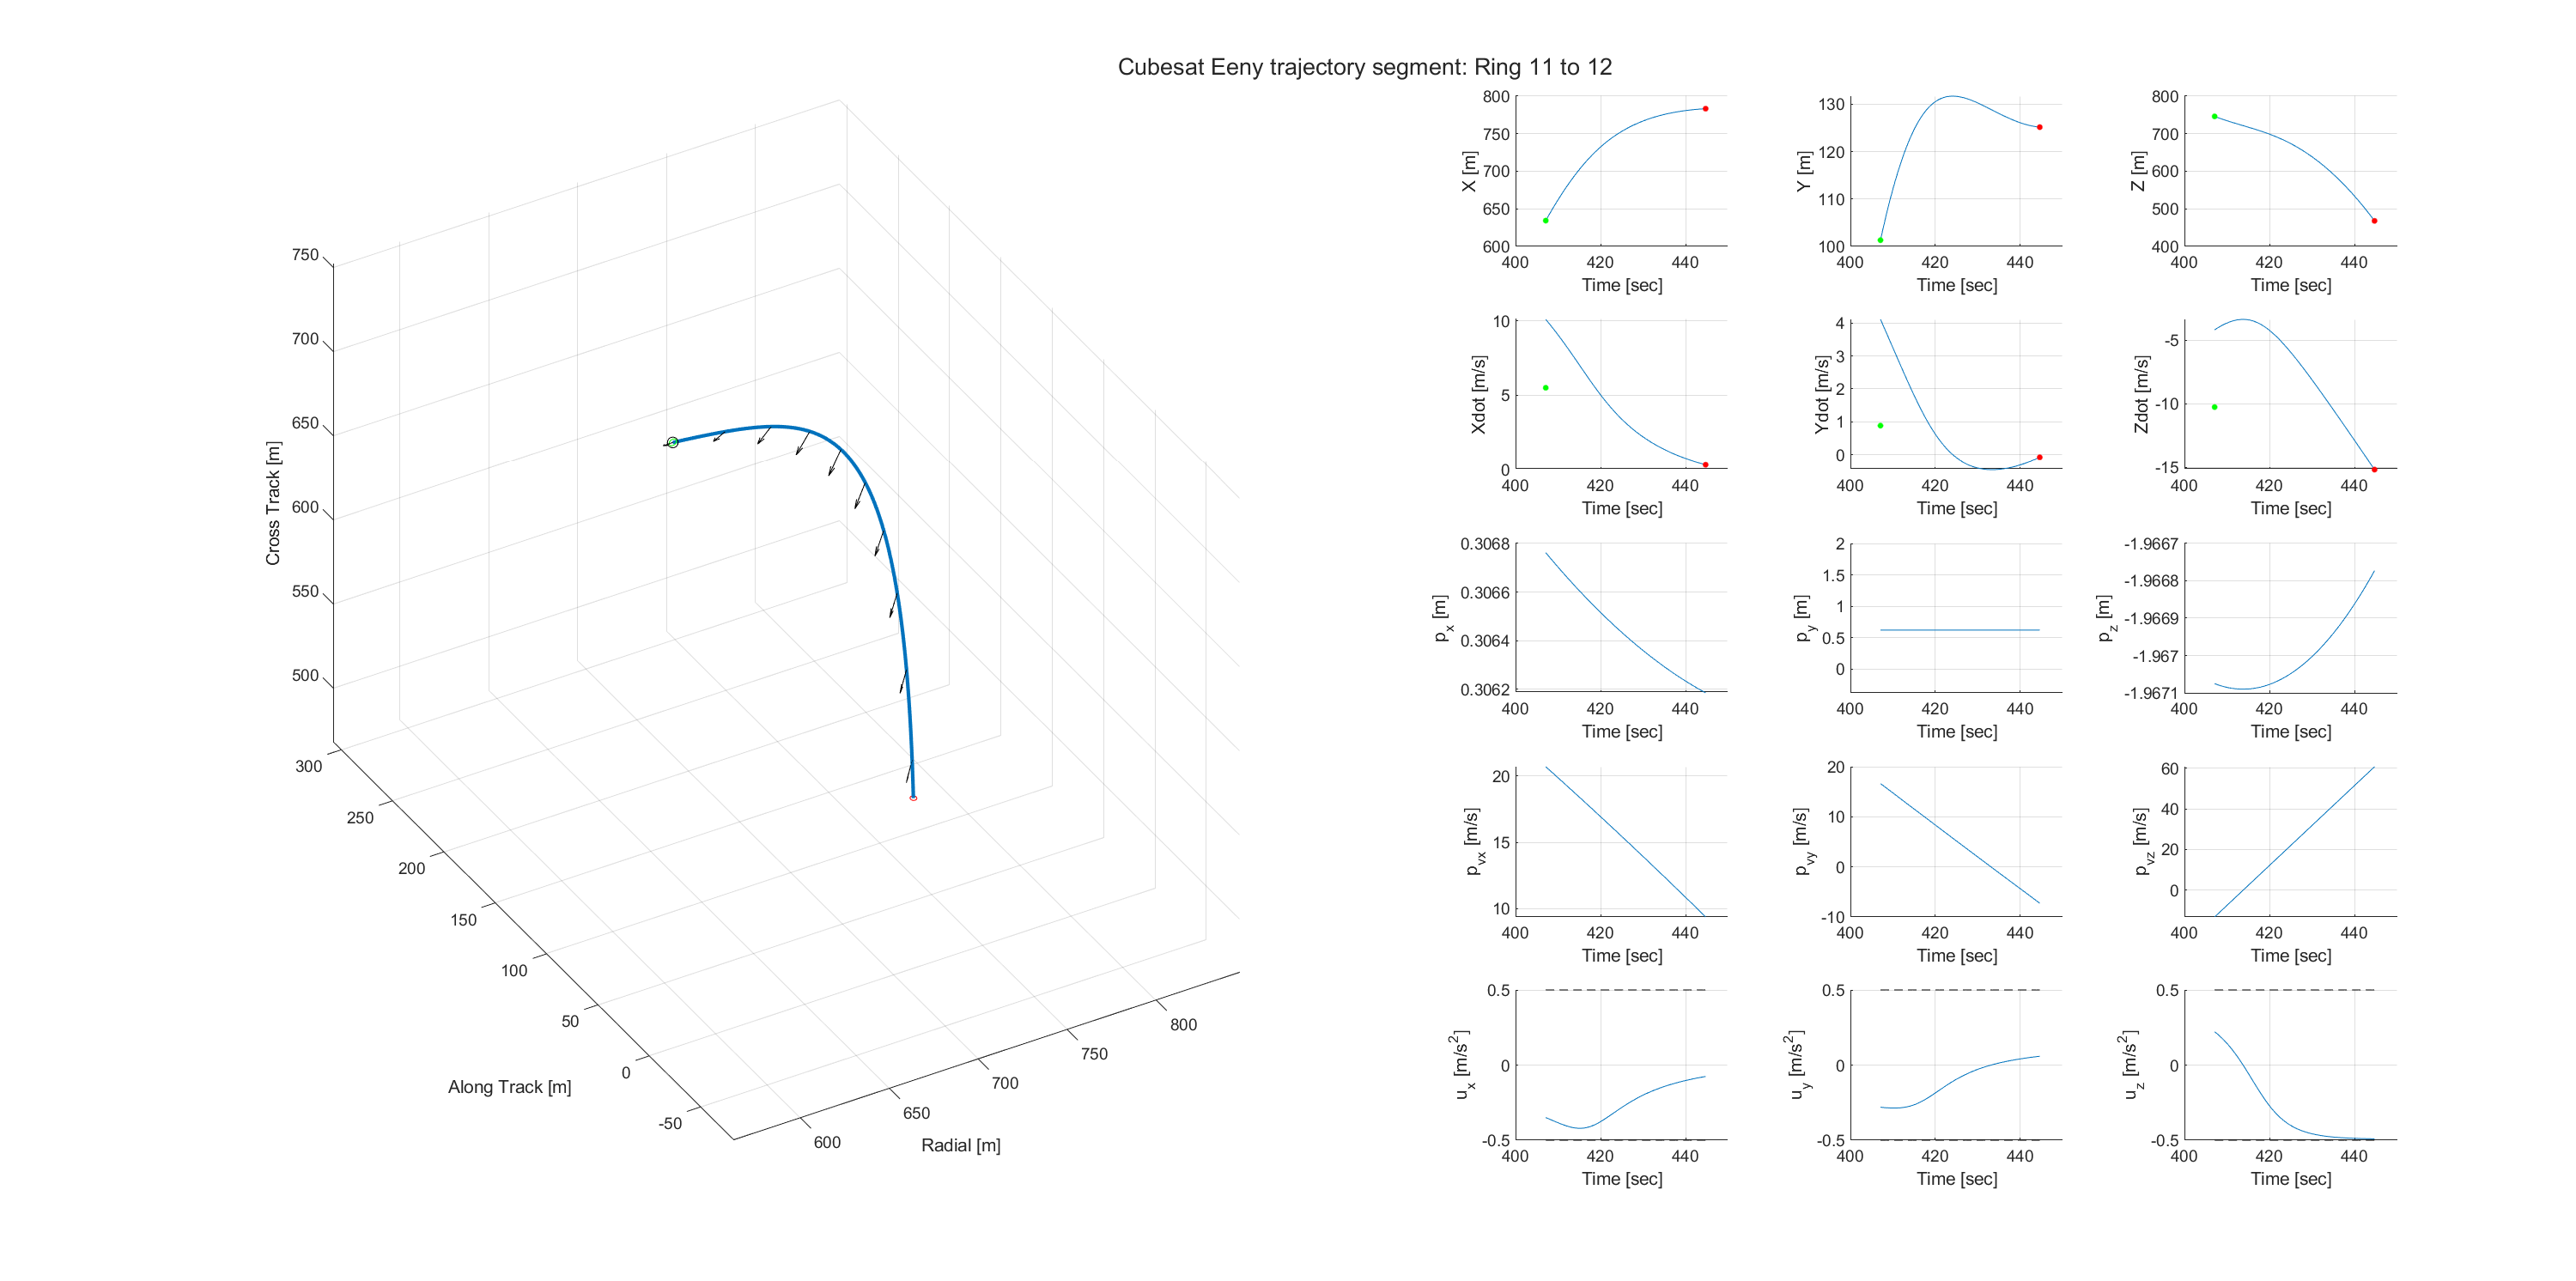 Cubesat Eeny trajectory segment: Ring 11 to 12
750
700
650
600
550
500
Cross Track [m]
300
250
200
150
100
50
0
-50
Along Track [m]
600
650
700
750
800
Radial [m]
800
750
700
650
600
X [m]
400 420 440
Time [sec]
130
120
110
100
Y [m]
400 420 440
Time [sec]
800
700
600
500
400
Z [m]
400 420 440
Time [sec]
10
5
0
Xdot [m/s]
400 420 440
Time [sec]
4
3
2
1
0
Ydot [m/s]
400 420 440
Time [sec]
-5
-10
-15
Zdot [m/s]
400 420 440
Time [sec]
0.3068
0.3066
0.3064
0.3062
p_x [m]
400 420 440
Time [sec]
2
1.5
1
0.5
0
p_y [m]
400 420 440
Time [sec]
-1.9667
-1.9668
-1.9669
-1.967
-1.9671
p_z [m]
400 420 440
Time [sec]
20
15
10
p_vx [m/s]
400 420 440
Time [sec]
20
10
0
-10
p_vy [m/s]
400 420 440
Time [sec]
60
40
20
0
p_vz [m/s]
400 420 440
Time [sec]
0.5
0
-0.5
u_x [m/s²]
400 420 440
Time [sec]
0.5
0
-0.5
u_y [m/s²]
400 420 440
Time [sec]
0.5
0
-0.5
u_z [m/s²]
400 420 440
Time [sec]